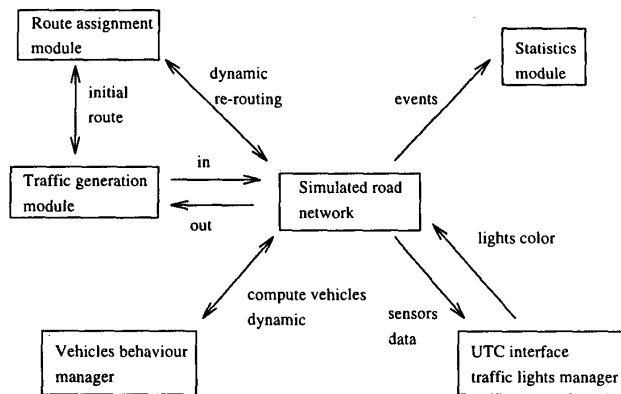 Route assignment
module
Statistics
module
dynamic
re-routing
initial
route
events
in
Traffic generation
module
Simulated road
network
out
lights color
compute vehicles
dynamic
sensors
data
Vehicles behaviour
manager
UTC interface
traffic lights manager